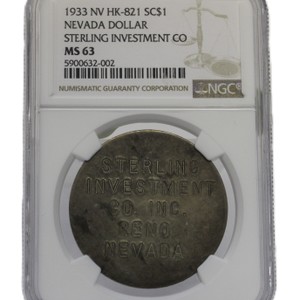 1933 NV HK-821 SC$1
NEVADA DOLLAR
STERLING INVESTMENT CO
MS 63
5900632-002
NUMISMATIC GUARANTY CORPORATION
NGC
STERLING
INVESTMENT
CO. INC.
RENO
NEVADA